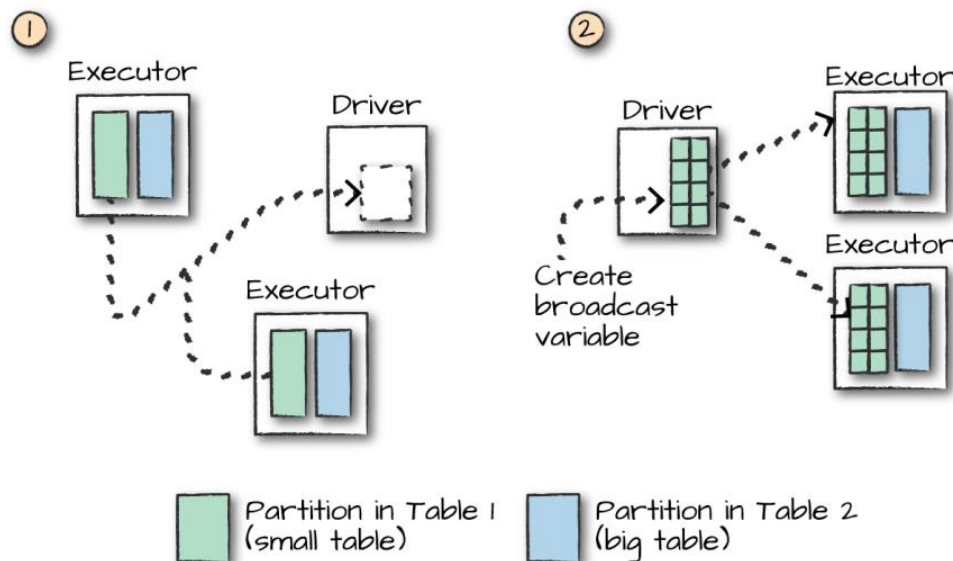 1
Executor
Driver
Executor
2
Driver
Executor
Executor
Create
broadcast
variable
Partition in Table 1
(small table)
Partition in Table 2
(big table)